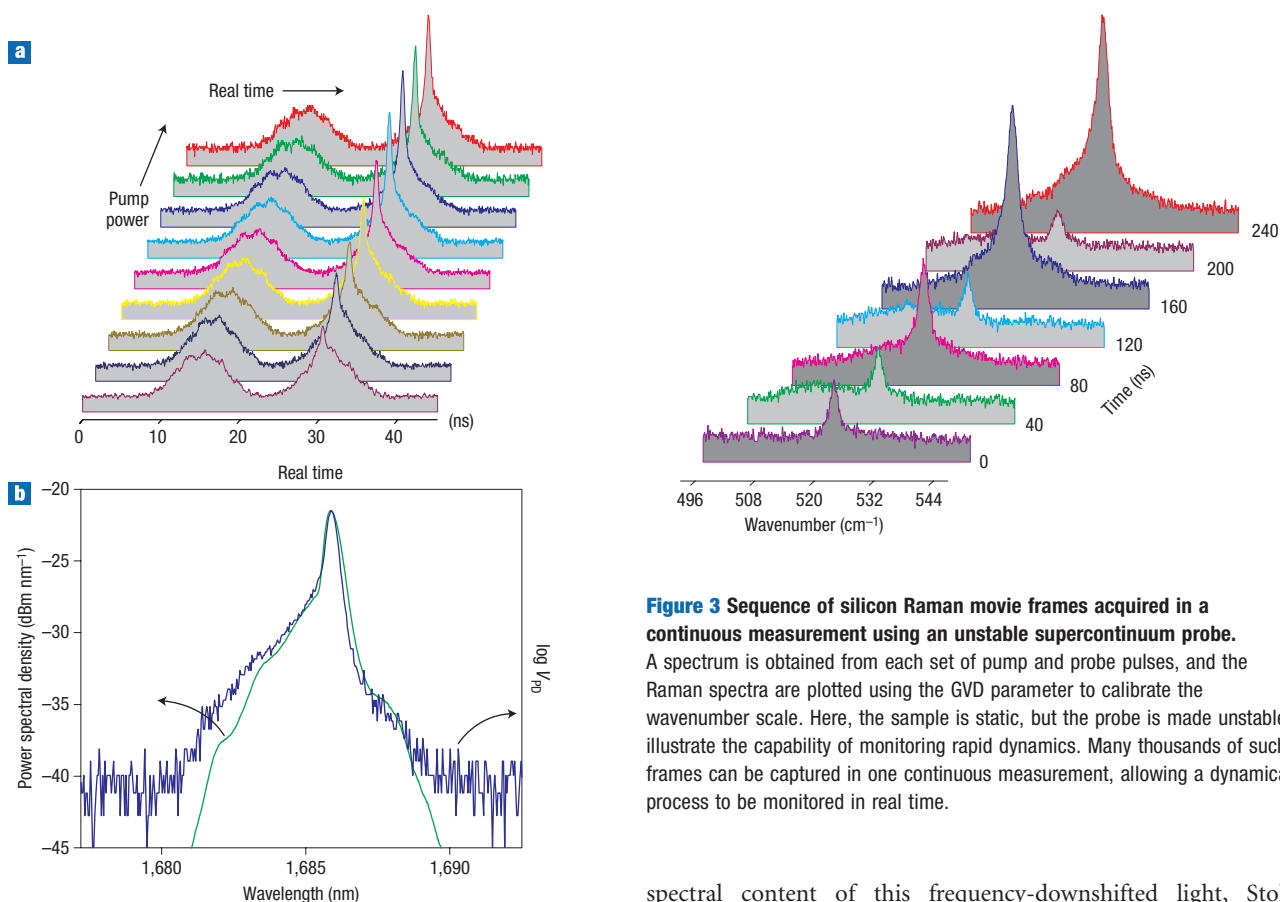 a
Real time
Pump
power
0 10 20 30 40 (ns)
Real time
b
–20
–25
–30
–35
–40
–45
Power spectral density (dBm nm–1)
log VPD
1,680 1,685 1,690
Wavelength (nm)
240
200
160
120
80
40
0
Time (ns)
496 508 520 532 544
Wavenumber (cm–1)
Figure 3 Sequence of silicon Raman movie frames acquired in a
continuous measurement using an unstable supercontinuum probe.
A spectrum is obtained from each set of pump and probe pulses, and the
Raman spectra are plotted using the GVD parameter to calibrate the
wavenumber scale. Here, the sample is static, but the probe is made unstable
illustrate the capability of monitoring rapid dynamics. Many thousands of such
frames can be captured in one continuous measurement, allowing a dynamica
process to be monitored in real time.
spectral content of this frequency-downshifted light, Sto